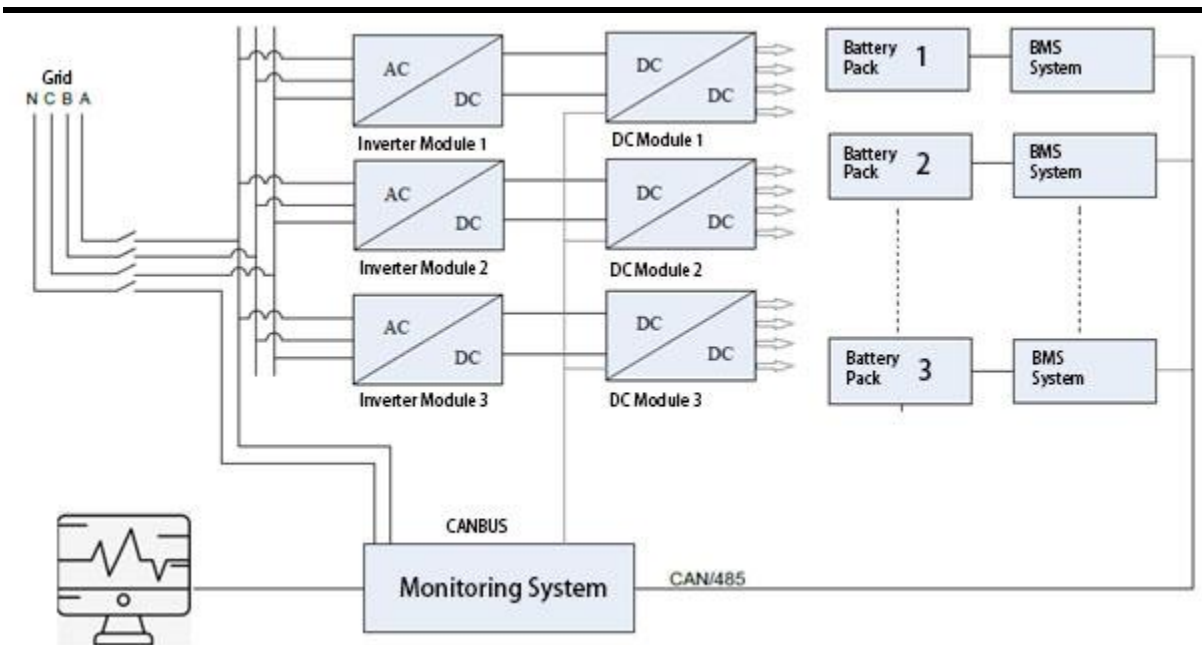 Grid
N C B A
AC
DC
Inverter Module 1
DC
DC
DC Module 1
Battery
Pack
1
BMS
System
AC
DC
Inverter Module 2
DC
DC
DC Module 2
Battery
Pack
2
BMS
System
AC
DC
Inverter Module 3
DC
DC
DC Module 3
Battery
Pack
3
BMS
System
CANBUS
Monitoring System
CAN/485